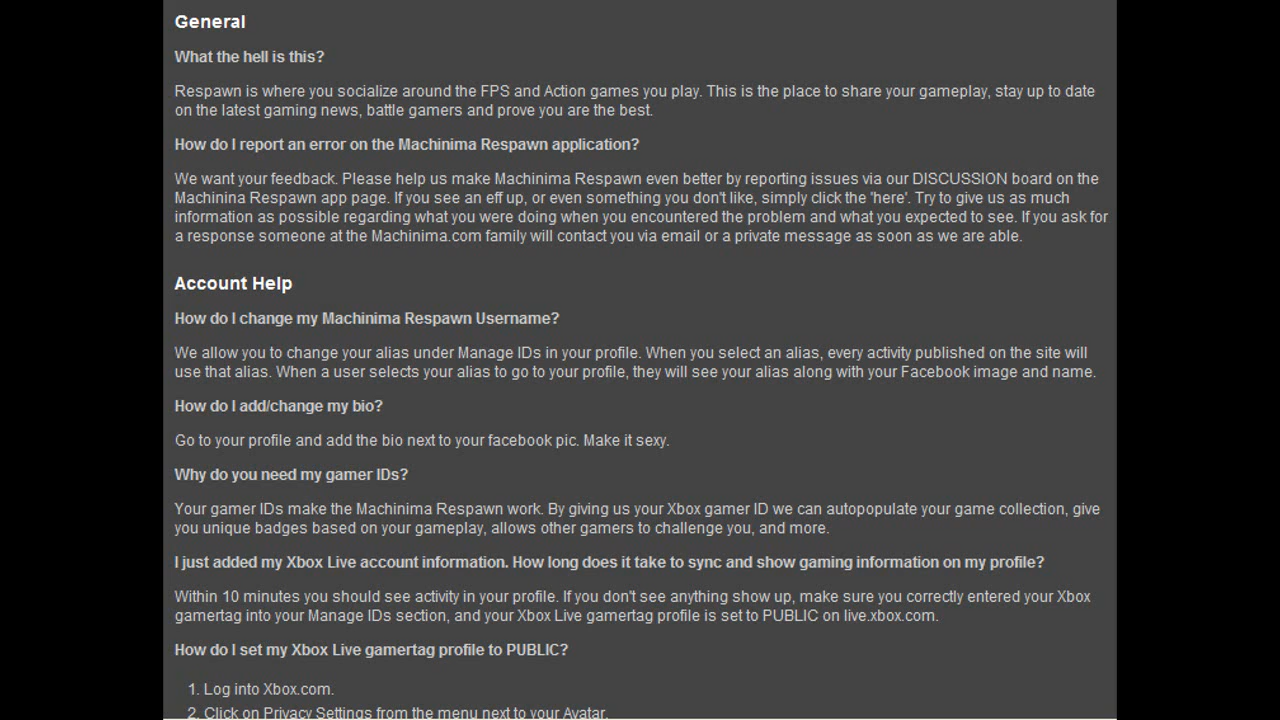 General
What the hell is this?
Respawn is where you socialize around the FPS and Action games you play. This is the place to share your gameplay, stay up to date
on the latest gaming news, battle gamers and prove you are the best.
How do I report an error on the Machinima Respawn application?
We want your feedback. Please help us make Machinima Respawn even better by reporting issues via our DISCUSSION board on the
Machinina Respawn app page. If you see an eff up, or even something you don't like, simply click the 'here'. Try to give us as much
information as possible regarding what you were doing when you encountered the problem and what you expected to see. If you ask for
a response someone at the Machinima.com family will contact you via email or a private message as soon as we are able.
Account Help
How do I change my Machinima Respawn Username?
We allow you to change your alias under Manage IDs in your profile. When you select an alias, every activity published on the site will
use that alias. When a user selects your alias to go to your profile, they will see your alias along with your Facebook image and name.
How do I add/change my bio?
Go to your profile and add the bio next to your facebook pic. Make it sexy.
Why do you need my gamer IDs?
Your gamer IDs make the Machinima Respawn work. By giving us your Xbox gamer ID we can autopopulate your game collection, give
you unique badges based on your gameplay, allows other gamers to challenge you, and more.
I just added my Xbox Live account information. How long does it take to sync and show gaming information on my profile?
Within 10 minutes you should see activity in your profile. If you don't see anything show up, make sure you correctly entered your Xbox
gamertag into your Manage IDs section, and your Xbox Live gamertag profile is set to PUBLIC on live.xbox.com.
How do I set my Xbox Live gamertag profile to PUBLIC?
1. Log into Xbox.com.
2. Click on Privacy Settings from the menu next to your Avatar.